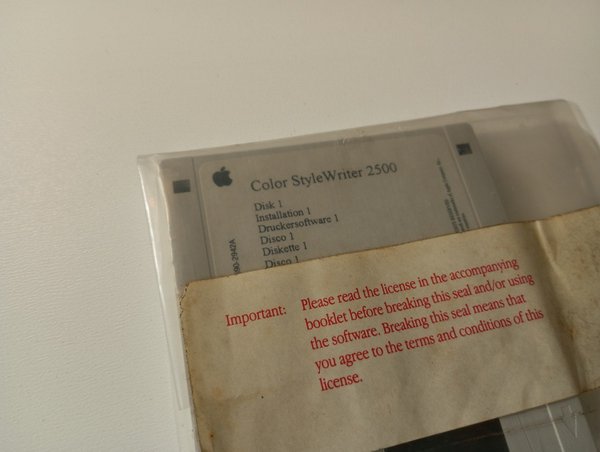 Color StyleWriter 2500
Disk 1
Installation 1
Druckersoftware 1
Disco 1
Diskette 1
Disco 1
Important: Please read the license in the accompanying
booklet before breaking this seal and/or using
the software. Breaking this seal means that
you agree to the terms and conditions of this
license.